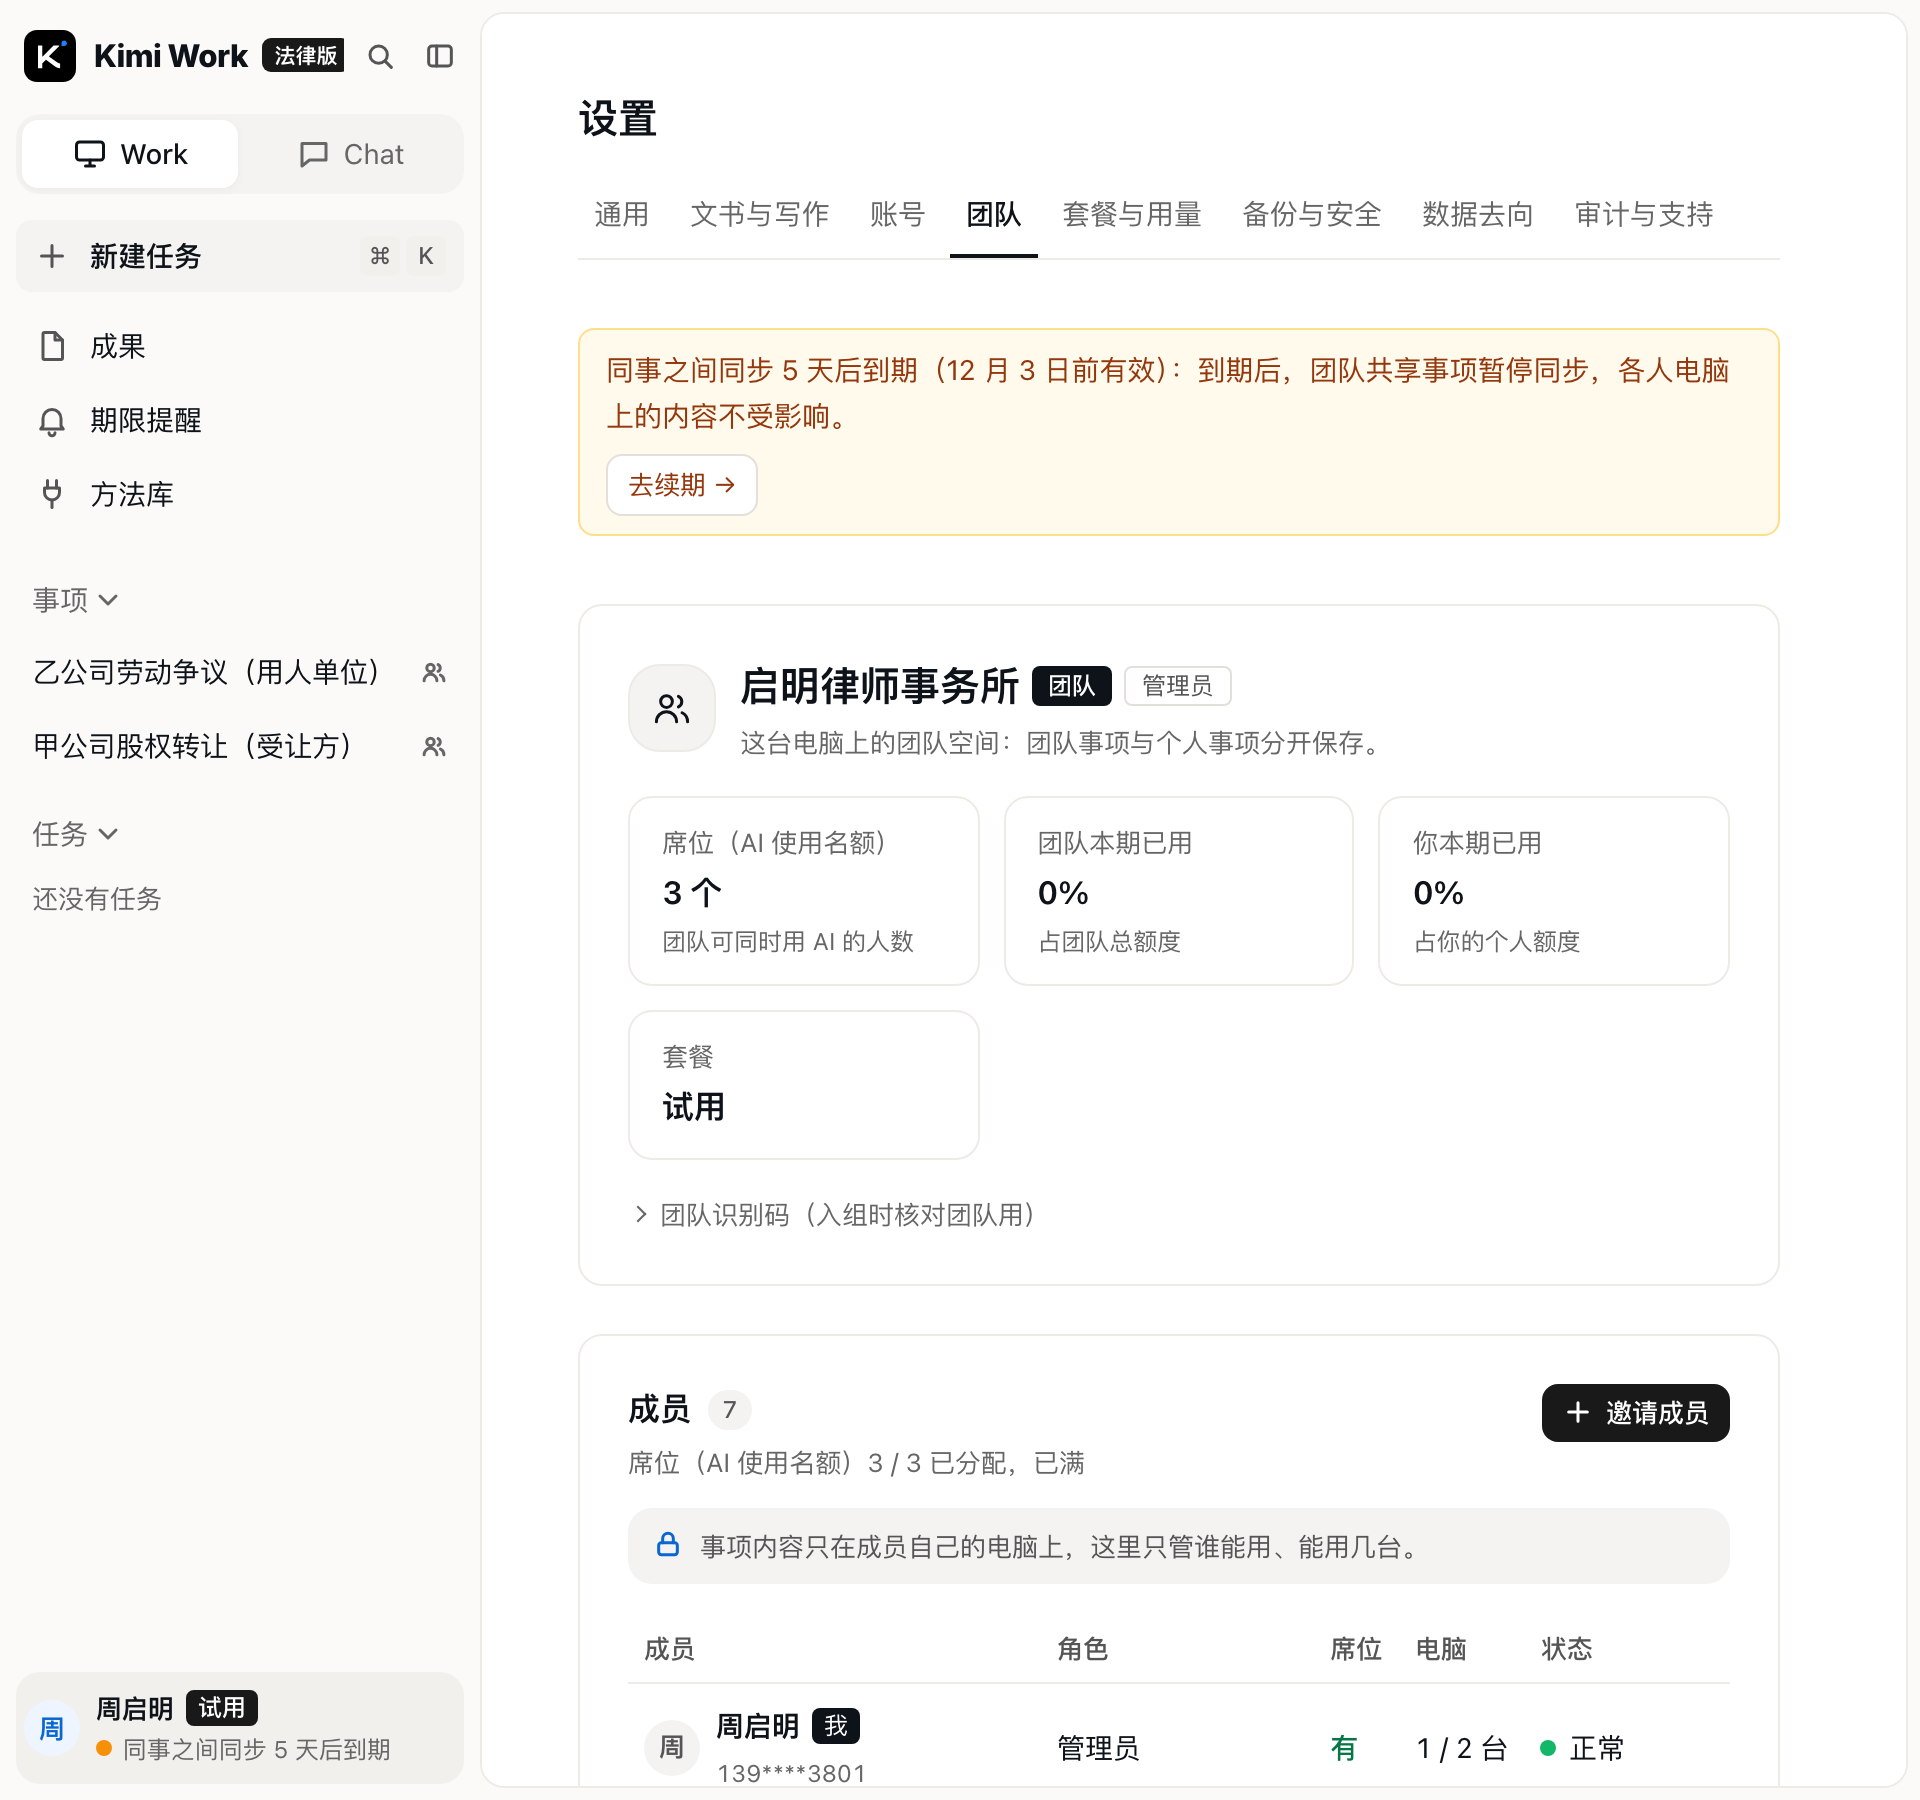 Kimi Work 法律版
Work
Chat
新建任务 ⌘ K
成果
期限提醒
方法库
事项
乙公司劳动争议（用人单位）
甲公司股权转让（受让方）
任务
还没有任务
周 周启明 试用
同事之间同步 5 天后到期
设置
通用 文书与写作 账号 团队 套餐与用量 备份与安全 数据去向 审计与支持
同事之间同步 5 天后到期（12 月 3 日前有效）：到期后，团队共享事项暂停同步，各人电脑
上的内容不受影响。
去续期 →
启明律师事务所 团队 管理员
这台电脑上的团队空间：团队事项与个人事项分开保存。
席位（AI 使用名额）
3 个
团队可同时用 AI 的人数
团队本期已用
0%
占团队总额度
你本期已用
0%
占你的个人额度
套餐
试用
团队识别码（入组时核对团队用）
成员 7
邀请成员
席位（AI 使用名额）3 / 3 已分配，已满
事项内容只在成员自己的电脑上，这里只管谁能用、能用几台。
成员 角色 席位 电脑 状态
周 周启明 我 管理员 有 1 / 2 台 正常
139****3801